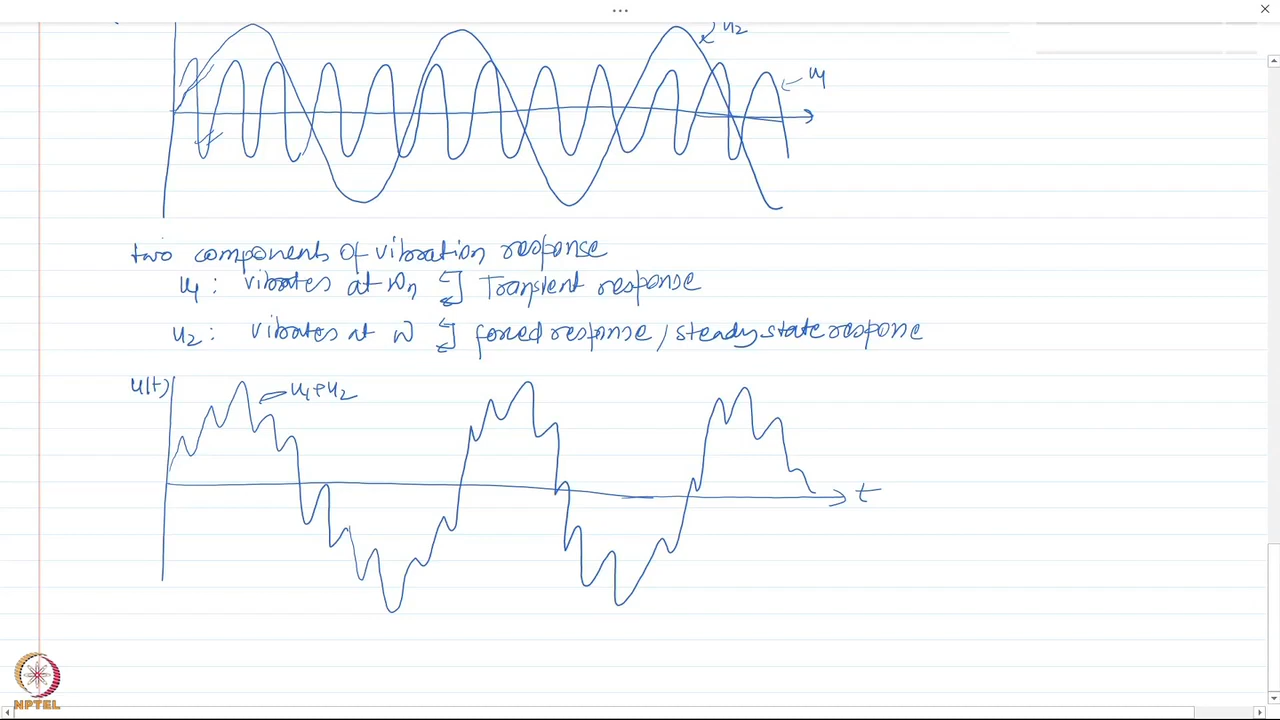 u2
u1
two components of vibration response
u1 : vibrates at ωn Transient response
u2 : vibrates at ω forced response / steady state response
u(t)
u1+u2
t
NPTEL